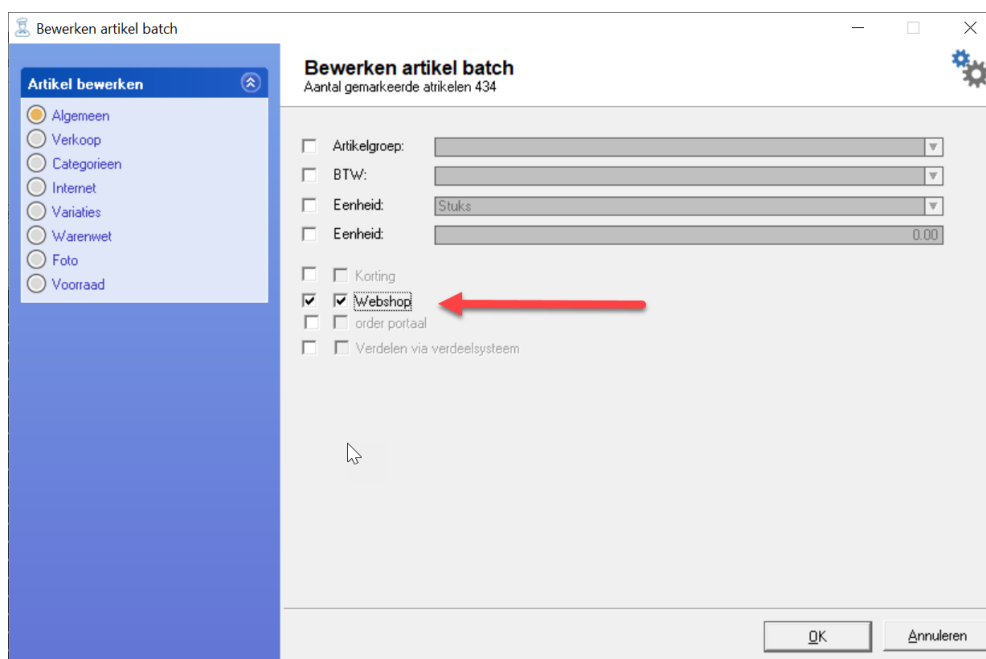 Bewerken artikel batch
Artikel bewerken
Algemeen
Verkoop
Categorieen
Internet
Variaties
Warenwet
Foto
Voorraad
Bewerken artikel batch
Aantal gemarkeerde atrikelen 434
Artikelgroep:
BTW:
Eenheid: Stuks
Eenheid: 0.00
Korting
Webshop
order portaal
Verdelen via verdeelsysteem
OK Annuleren